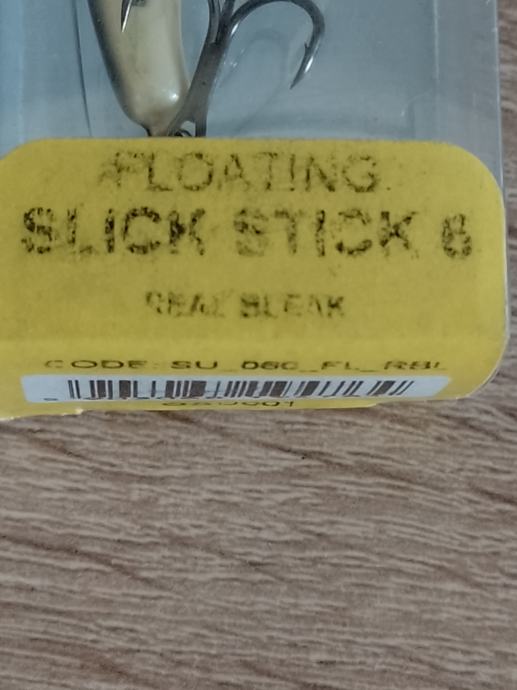 FLOATING
SLICK STICK 6
REAL BLEAK
CODE SU_060_FL_RBL